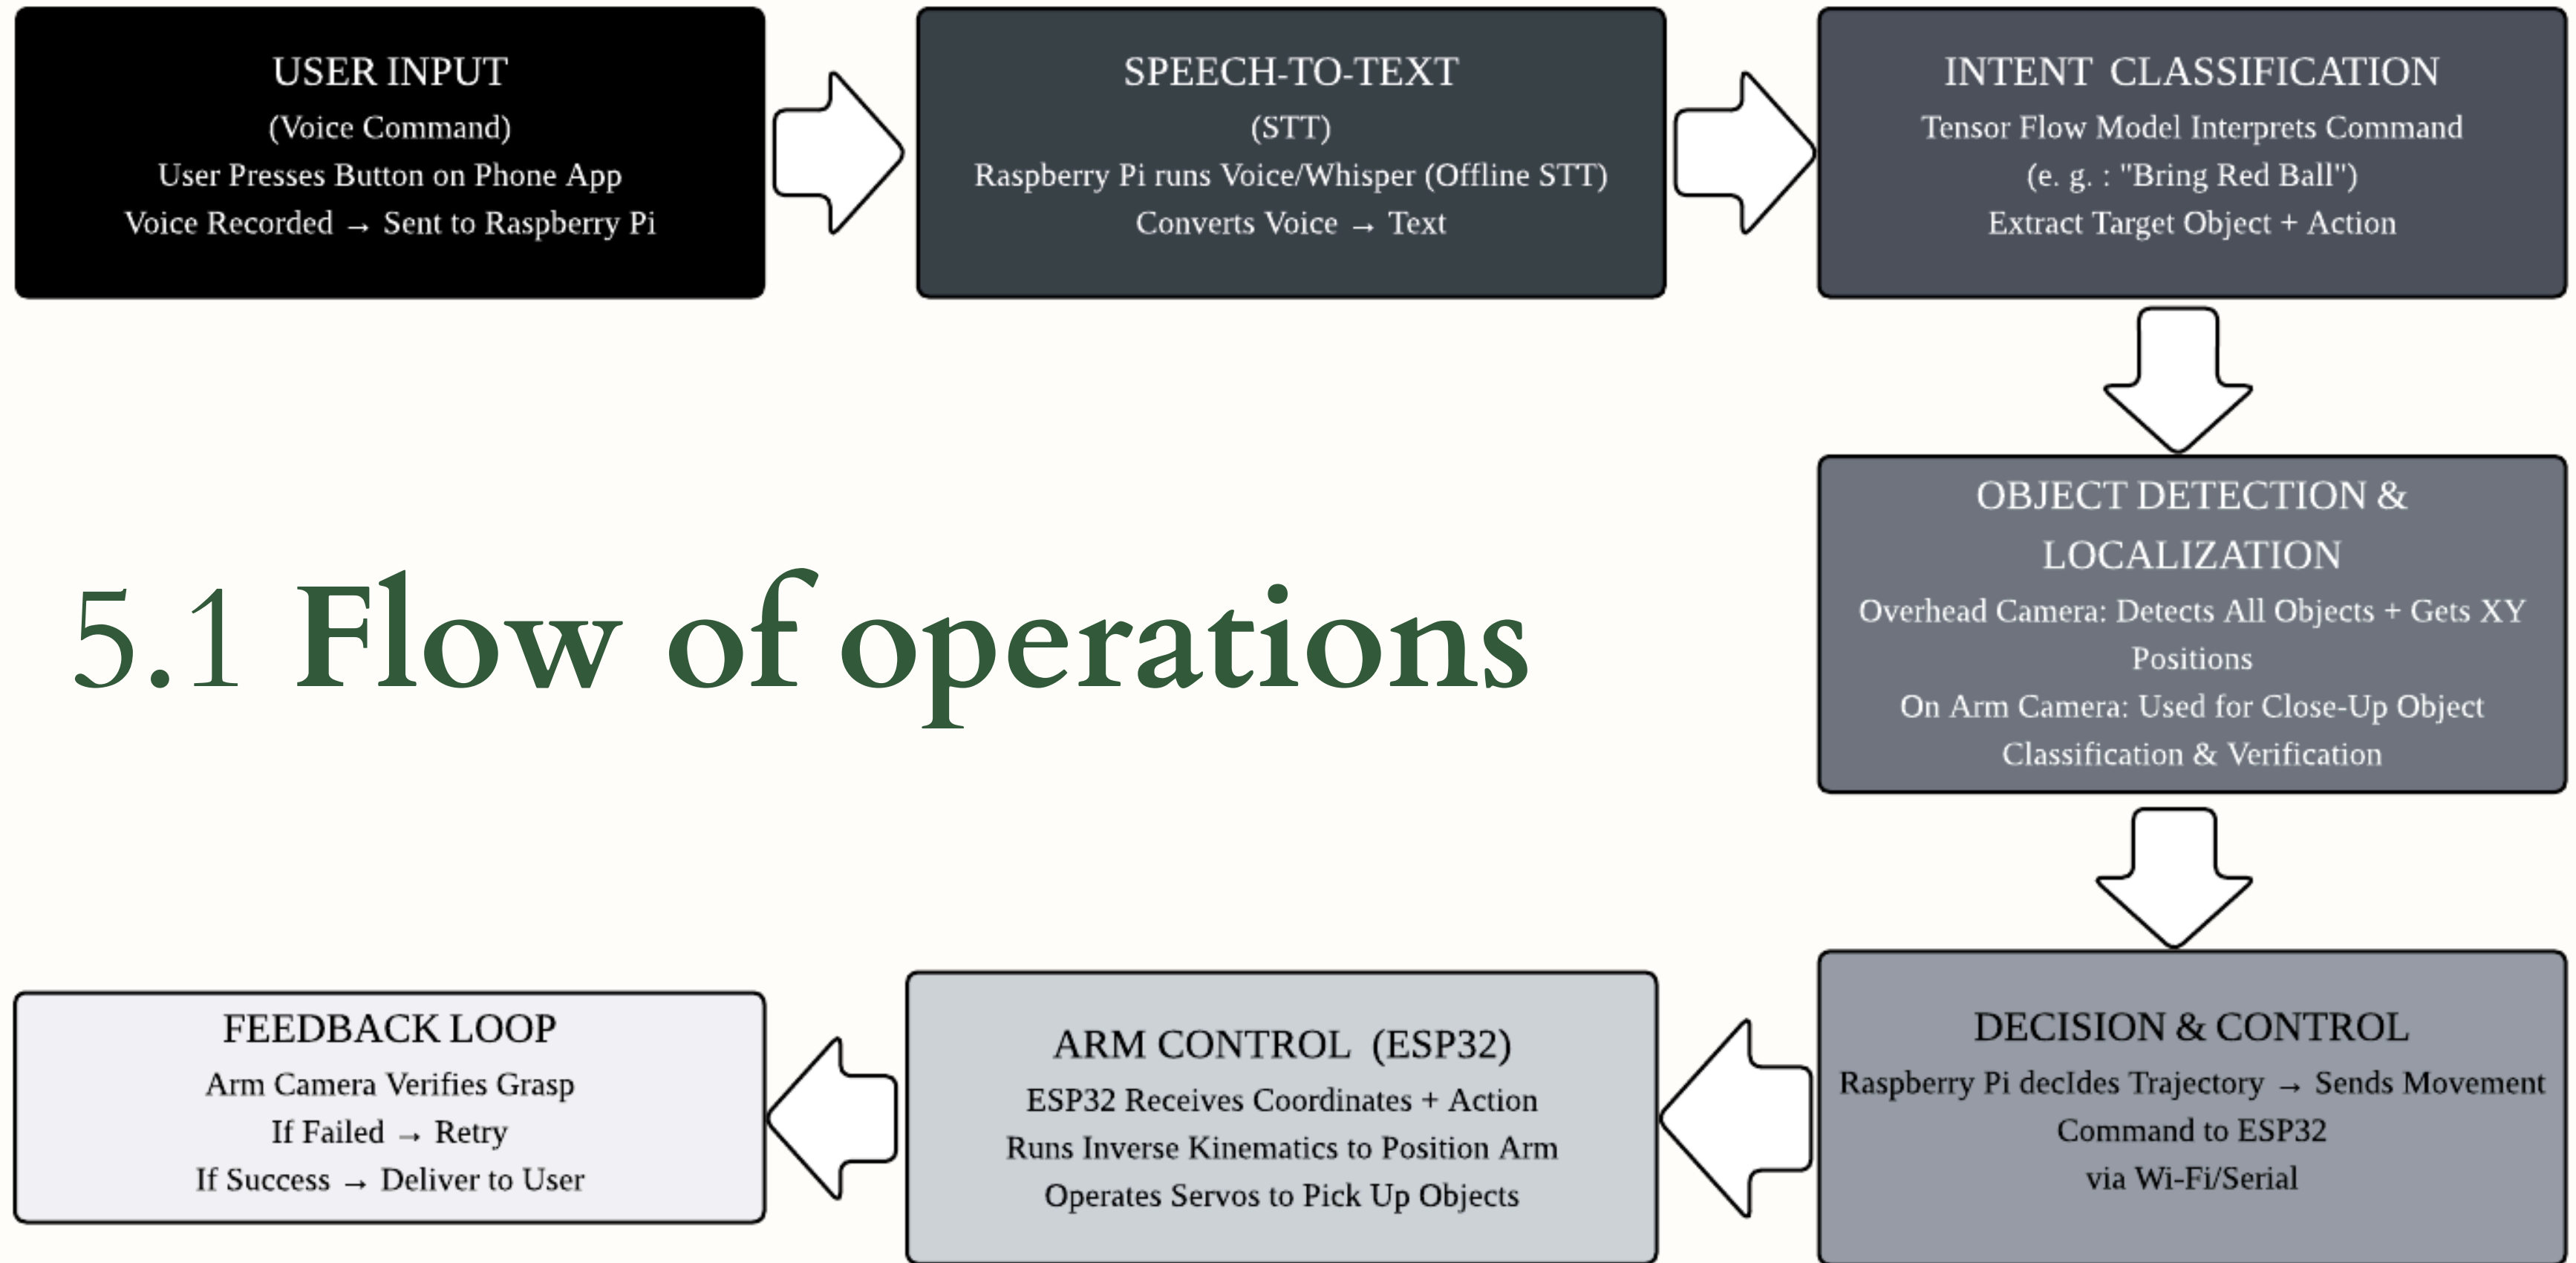 USER INPUT
(Voice Command)
User Presses Button on Phone App
Voice Recorded → Sent to Raspberry Pi
SPEECH-TO-TEXT
(STT)
Raspberry Pi runs Voice/Whisper (Offline STT)
Converts Voice → Text
INTENT CLASSIFICATION
Tensor Flow Model Interprets Command
(e. g. : "Bring Red Ball")
Extract Target Object + Action
OBJECT DETECTION &
LOCALIZATION
Overhead Camera: Detects All Objects + Gets XY
Positions
On Arm Camera: Used for Close-Up Object
Classification & Verification
5.1 Flow of operations
DECISION & CONTROL
Raspberry Pi decIdes Trajectory → Sends Movement
Command to ESP32
via Wi-Fi/Serial
ARM CONTROL (ESP32)
ESP32 Receives Coordinates + Action
Runs Inverse Kinematics to Position Arm
Operates Servos to Pick Up Objects
FEEDBACK LOOP
Arm Camera Verifies Grasp
If Failed → Retry
If Success → Deliver to User